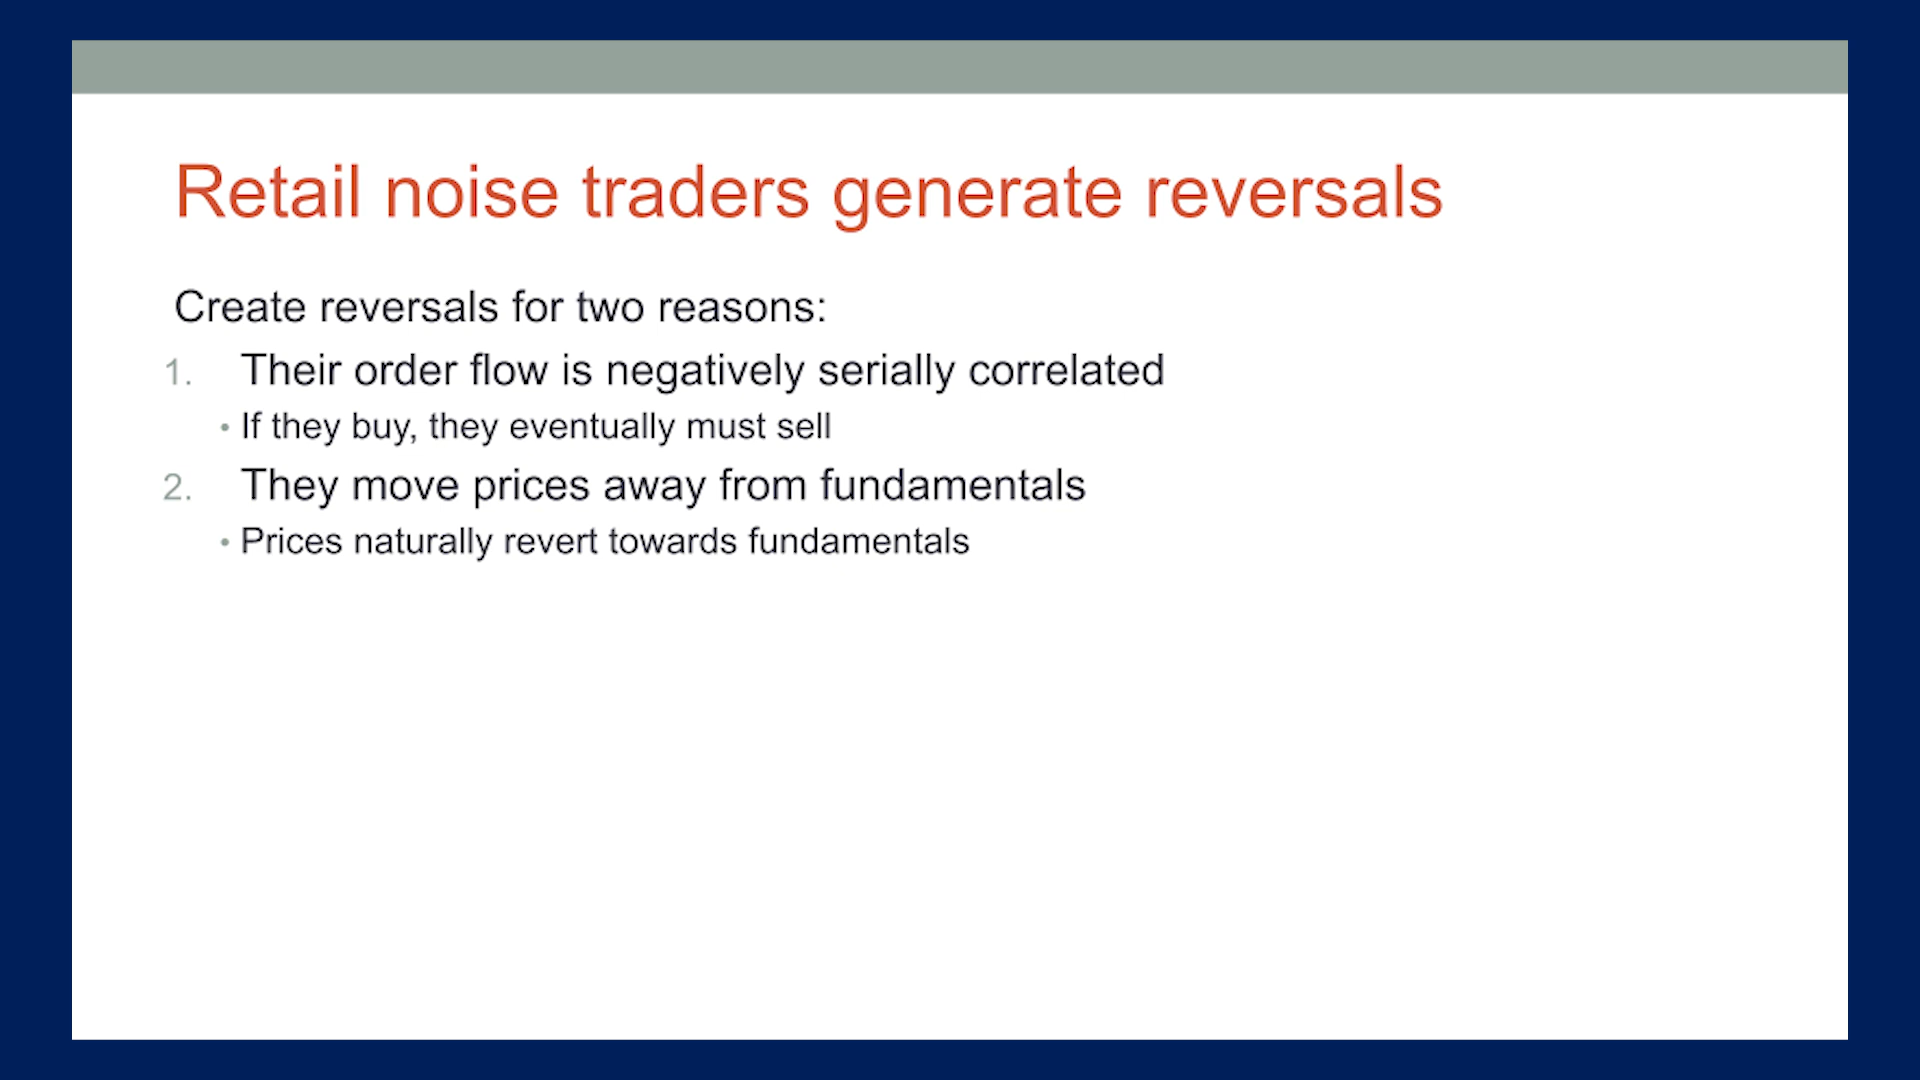 Retail noise traders generate reversals
Create reversals for two reasons:
1. Their order flow is negatively serially correlated
• If they buy, they eventually must sell
2. They move prices away from fundamentals
• Prices naturally revert towards fundamentals